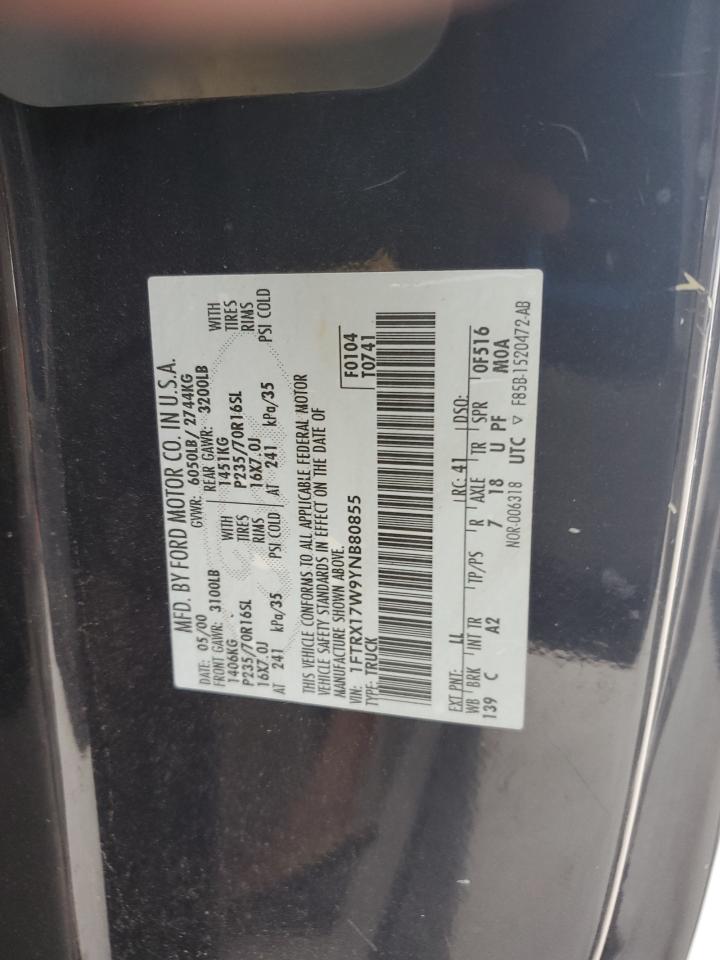 MFD. BY FORD MOTOR CO. IN U.S.A.
DATE: 05/00 GVWR: 6050LB/ 2744KG
FRONT GAWR: 3100LB REAR GAWR: 3200LB
1406KG WITH 1451KG WITH
P235/70R16SL TIRES P235/70R16SL TIRES
16X7.0J RIMS 16X7.0J RIMS
AT 241 kPa/35 PSI COLD AT 241 kPa/35 PSI COLD
THIS VEHICLE CONFORMS TO ALL APPLICABLE FEDERAL MOTOR
VEHICLE SAFETY STANDARDS IN EFFECT ON THE DATE OF
MANUFACTURE SHOWN ABOVE.
VIN: 1FTRX17W9YNB80855 F0104
TYPE: TRUCK T0741
EXT PNT: LL RC: 41 DSO: 0F516
WB BRK INT TR TP/PS R AXLE TR SPR M0A
139 C A2 7 18 U PF
NOR-006318 UTC ▽ F85B-1520472-AB